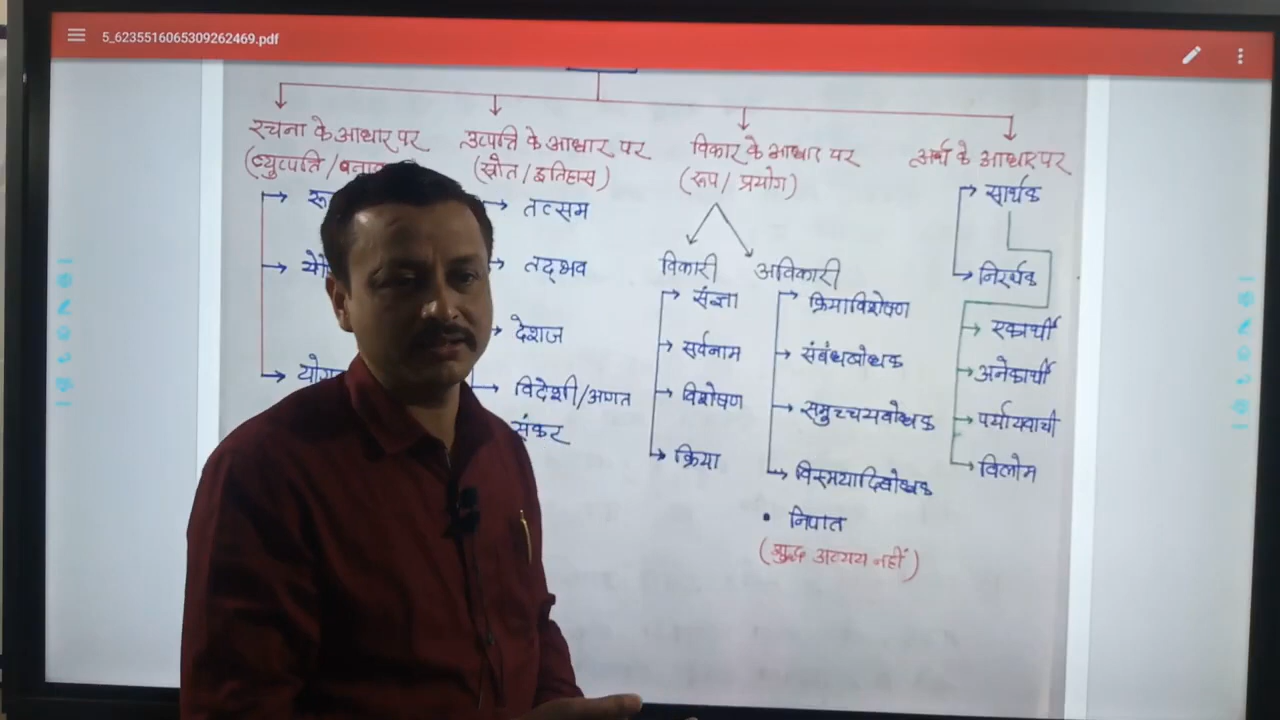 5_6235516065309262469.pdf
रचना के आधार पर
(व्युत्पत्ति/
उत्पत्ति के आधार पर
(स्रोत/इतिहास)
तत्सम
तद्‌भव
देशज
विदेशी/आगत
संकर
विकार के आधार पर
(रूप/प्रयोग)
विकारी
संज्ञा
सर्वनाम
विशेषण
क्रिया
अविकारी
क्रियाविशेषण
संबंधबोधक
समुच्चयबोधक
विस्मयादिबोधक
• निपात
(शुद्ध अव्यय नहीं)
अर्थ के आधार पर
सार्थक
निरर्थक
एकार्थी
अनेकार्थी
पर्यायवाची
विलोम